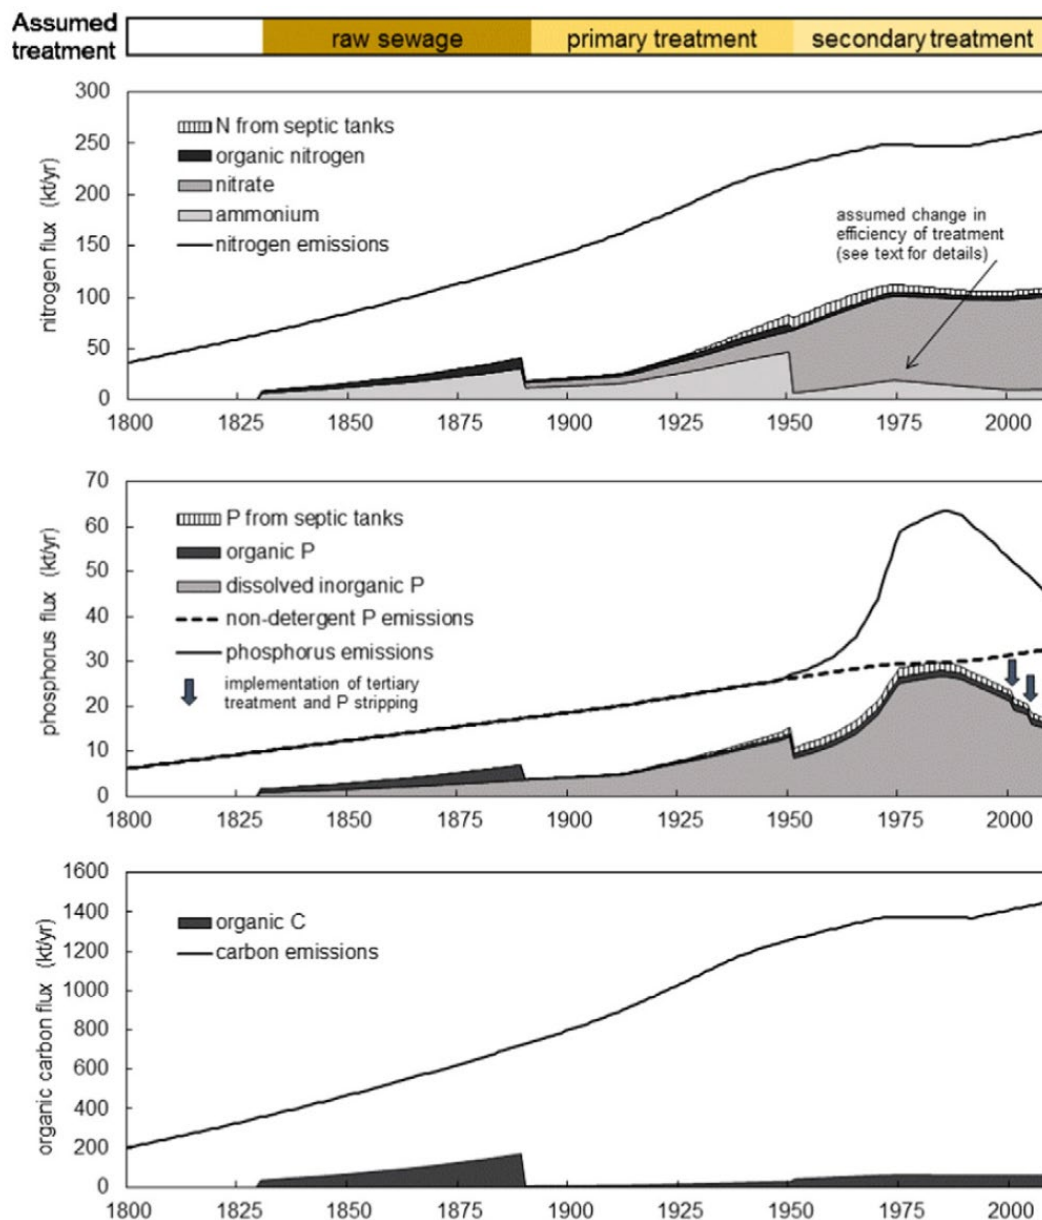 Assumed
treatment
raw sewage
primary treatment
secondary treatment
300
250
200
150
100
50
0
nitrogen flux (kt/yr)
N from septic tanks
organic nitrogen
nitrate
ammonium
nitrogen emissions
assumed change in
efficiency of treatment
(see text for details)
1800 1825 1850 1875 1900 1925 1950 1975 2000
70
60
50
40
30
20
10
0
phosphorus flux (kt/yr)
P from septic tanks
organic P
dissolved inorganic P
non-detergent P emissions
phosphorus emissions
implementation of tertiary
treatment and P stripping
1800 1825 1850 1875 1900 1925 1950 1975 2000
1600
1400
1200
1000
800
600
400
200
0
organic carbon flux (kt/yr)
organic C
carbon emissions
1800 1825 1850 1875 1900 1925 1950 1975 2000